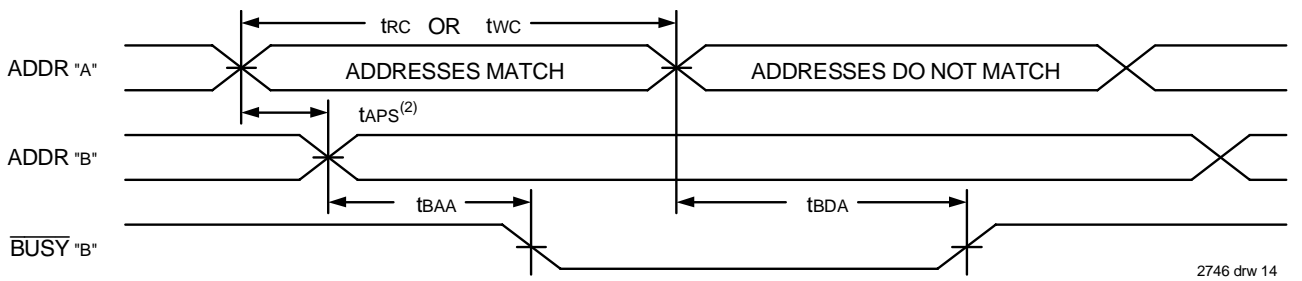 tRC OR tWC
ADDR "A"
ADDRESSES MATCH
ADDRESSES DO NOT MATCH
tAPS(2)
ADDR "B"
tBAA
tBDA
BUSY "B"
2746 drw 14